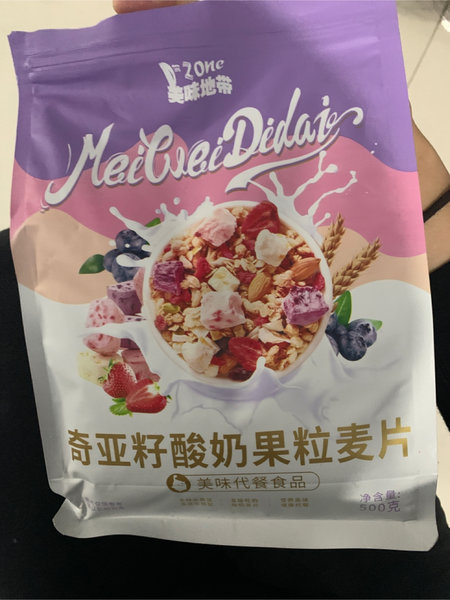 Zone
美味地带
MeiWeiDidai
奇亚籽酸奶果粒麦片
美味代餐食品
净含量:
500克